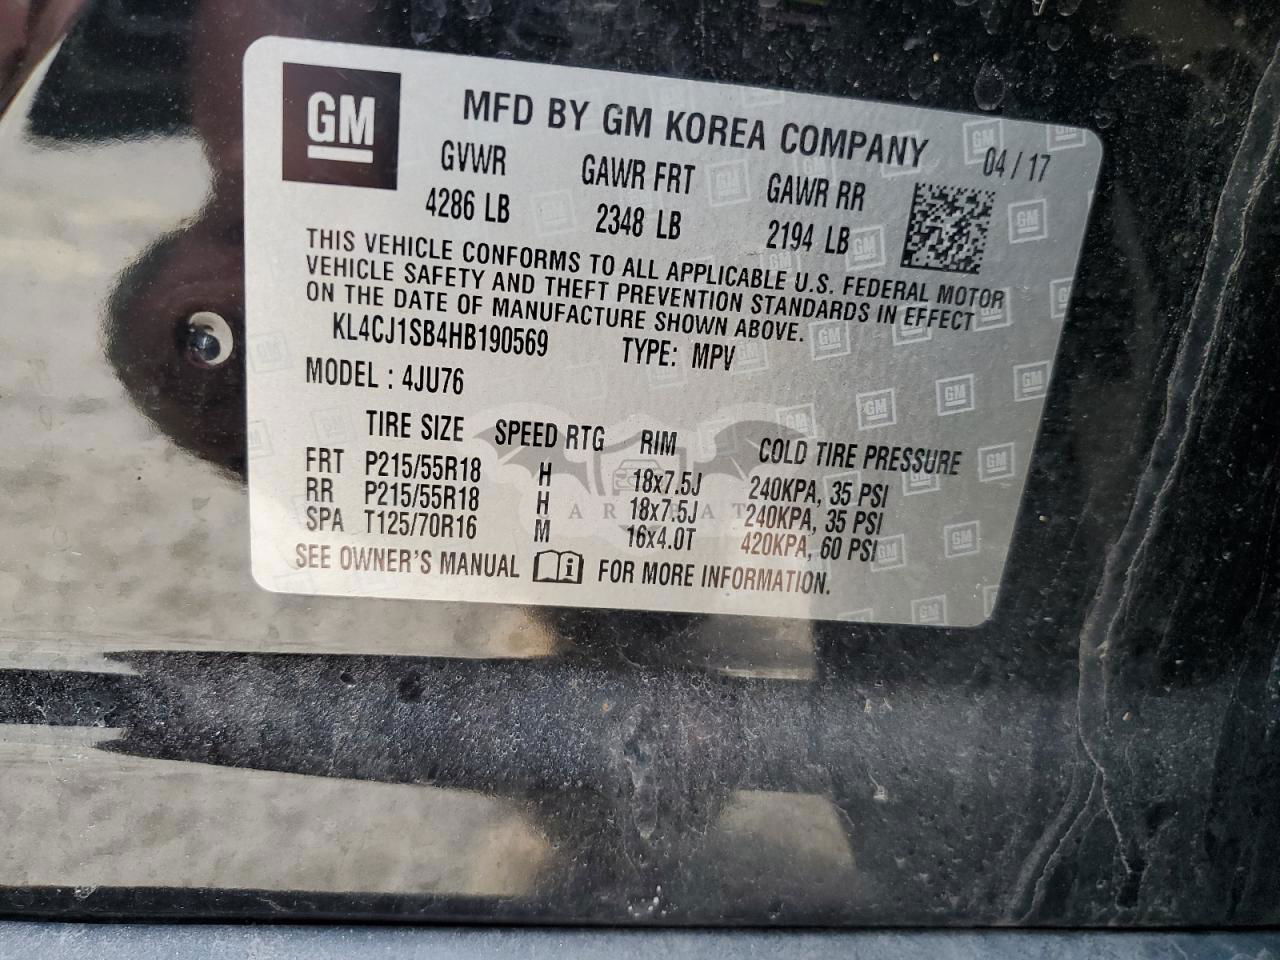 GM
MFD BY GM KOREA COMPANY
04 / 17
GVWR GAWR FRT GAWR RR
4286 LB 2348 LB 2194 LB
THIS VEHICLE CONFORMS TO ALL APPLICABLE U.S. FEDERAL MOTOR
VEHICLE SAFETY AND THEFT PREVENTION STANDARDS IN EFFECT
ON THE DATE OF MANUFACTURE SHOWN ABOVE.
KL4CJ1SB4HB190569 TYPE: MPV
MODEL : 4JU76
TIRE SIZE SPEED RTG RIM COLD TIRE PRESSURE
FRT P215/55R18 H 18x7.5J 240KPA, 35 PSI
RR P215/55R18 H 18x7.5J 240KPA, 35 PSI
SPA T125/70R16 M 16x4.0T 420KPA, 60 PSI
SEE OWNER'S MANUAL FOR MORE INFORMATION.